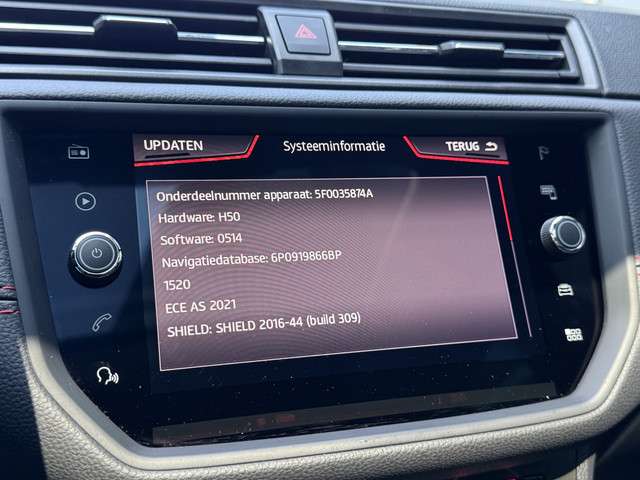 UPDATEN
Systeeminformatie
TERUG
Onderdeelnummer apparaat: 5F0035874A
Hardware: H50
Software: 0514
Navigatiedatabase: 6P0919866BP
1520
ECE AS 2021
SHIELD: SHIELD 2016-44 (build 309)